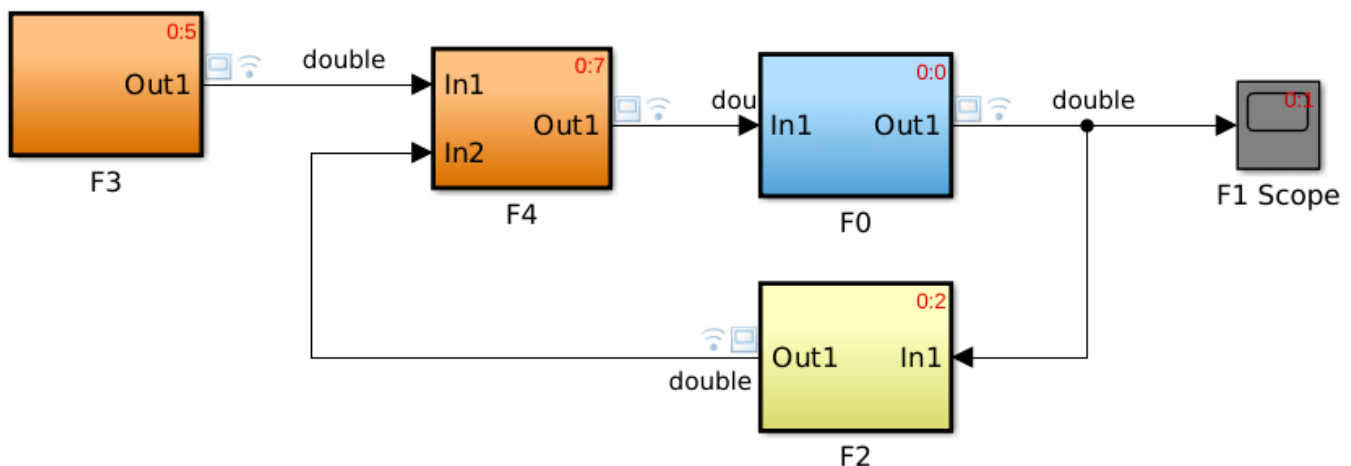 0:5
Out1
F3
double
In1
In2
0:7
Out1
F4
dou
0:0
In1
Out1
F0
double
0:1
F1 Scope
0:2
Out1
In1
double
F2